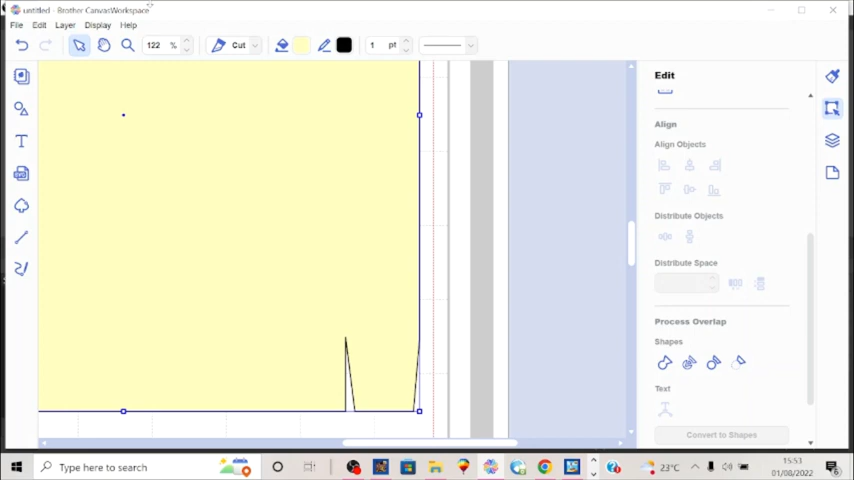 untitled - Brother CanvasWorkspace
File Edit Layer Display Help
122 % Cut 1 pt
Edit
Align
Align Objects
Distribute Objects
Distribute Space
Process Overlap
Shapes
Text
Convert to Shapes
Type here to search
23°C
15:53
01/08/2022
6